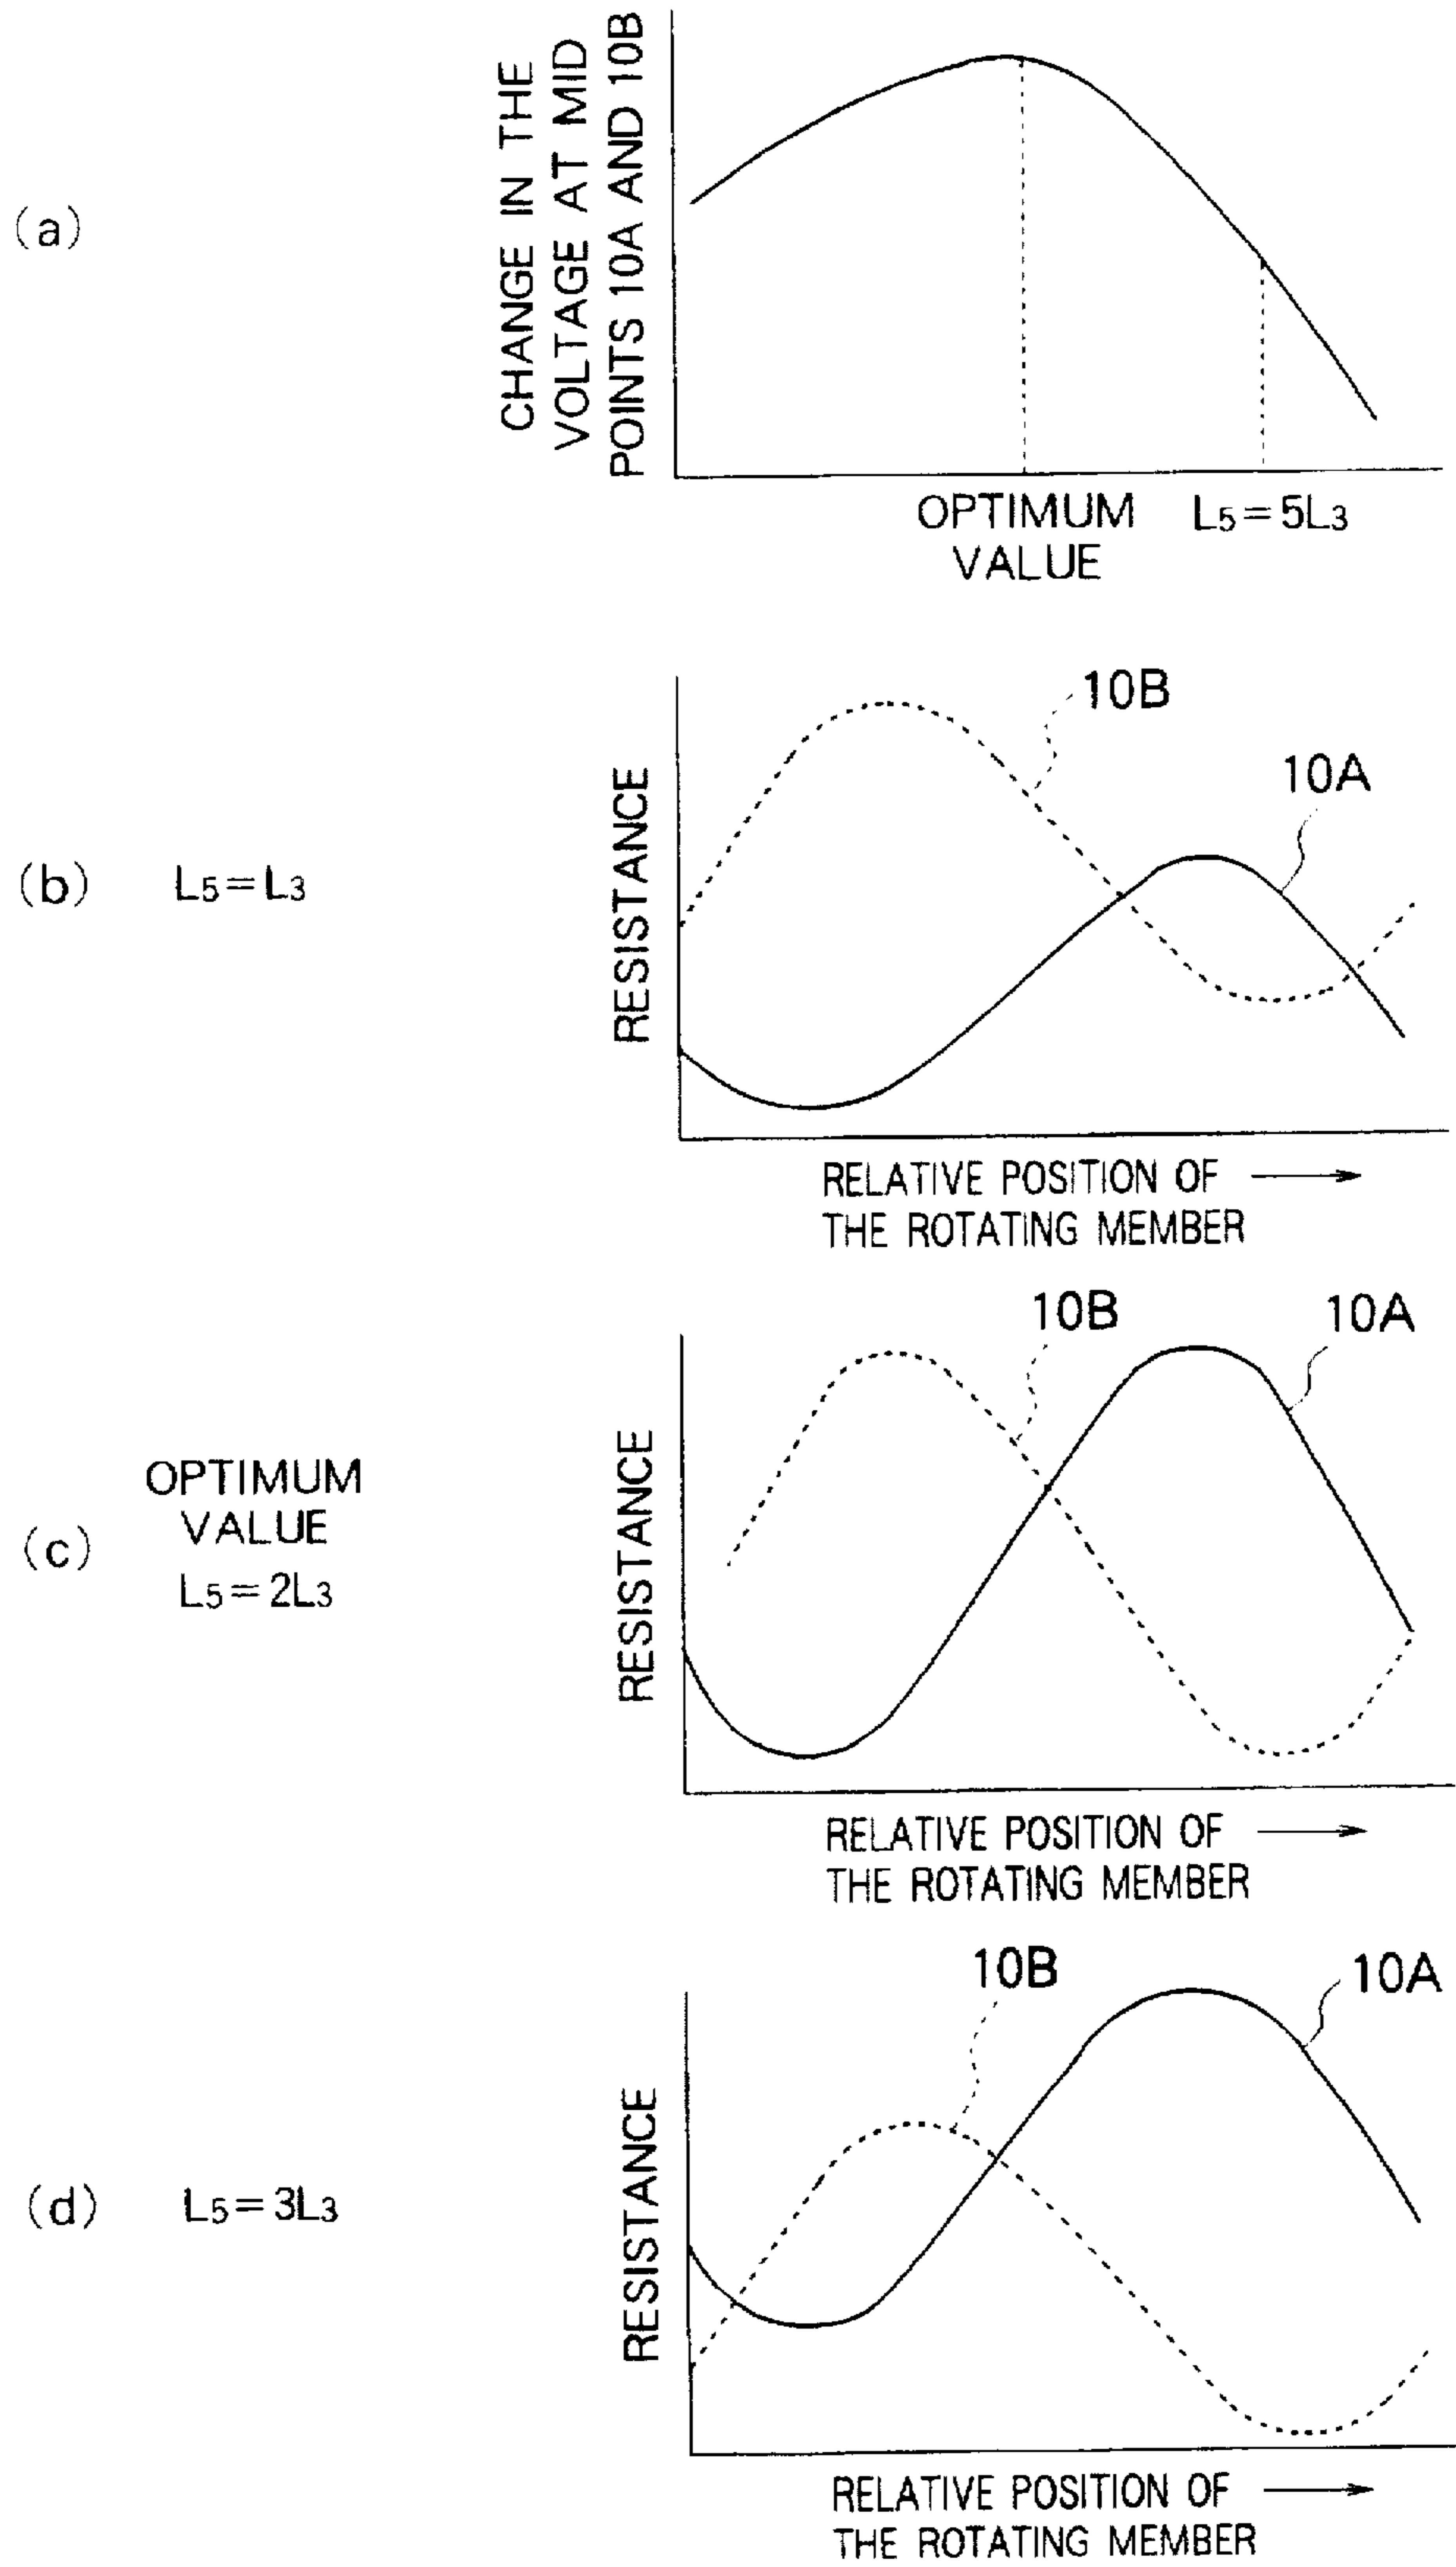 (a)
CHANGE IN THE
VOLTAGE AT MID
POINTS 10A AND 10B
OPTIMUM
VALUE
L5=5L3
(b)
L5=L3
RESISTANCE
10B
10A
RELATIVE POSITION OF
THE ROTATING MEMBER
(c)
OPTIMUM
VALUE
L5=2L3
RESISTANCE
10B
10A
RELATIVE POSITION OF
THE ROTATING MEMBER
(d)
L5=3L3
RESISTANCE
10B
10A
RELATIVE POSITION OF
THE ROTATING MEMBER